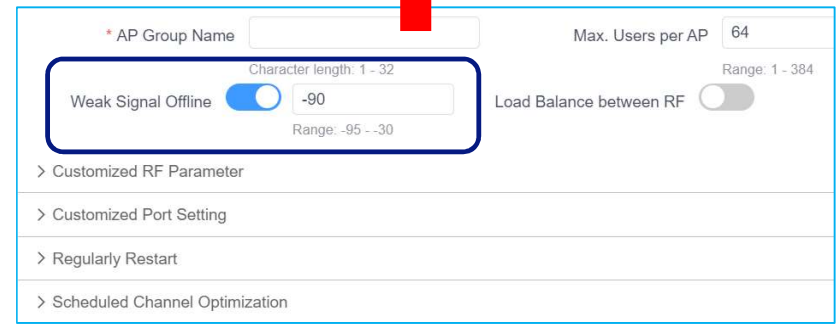 * AP Group Name Max. Users per AP 64
Character length: 1 - 32 Range: 1 - 384
Weak Signal Offline -90 Load Balance between RF
Range: -95 - -30
> Customized RF Parameter
> Customized Port Setting
> Regularly Restart
> Scheduled Channel Optimization